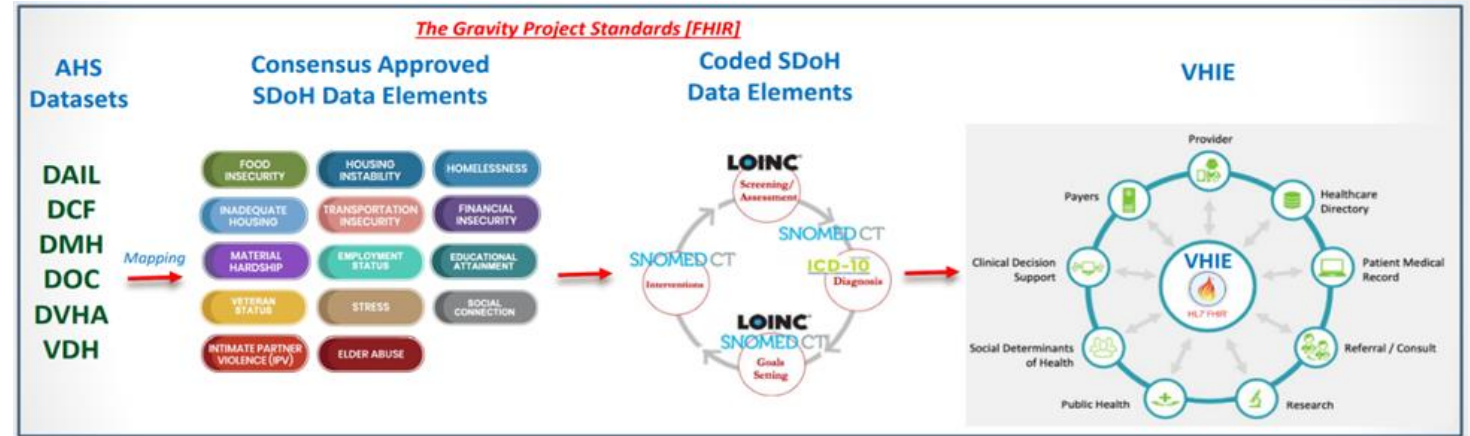 The Gravity Project Standards [FHIR]
AHS
Datasets
Consensus Approved
SDoH Data Elements
Coded SDoH
Data Elements
VHIE
DAIL
DCF
DMH
DOC
DVHA
VDH
Mapping
FOOD
INSECURITY
HOUSING
INSTABILITY
HOMELESSNESS
INADEQUATE
HOUSING
TRANSPORTATION
INSECURITY
FINANCIAL
INSECURITY
MATERIAL
HARDSHIP
EMPLOYMENT
STATUS
EDUCATIONAL
ATTAINMENT
VETERAN
STATUS
STRESS
SOCIAL
CONNECTION
INTIMATE PARTNER
VIOLENCE (IPV)
ELDER ABUSE
LOINC
Screening/
Assessment
SNOMED CT
ICD-10
Diagnosis
LOINC
SNOMED CT
Goals
Setting
SNOMED CT
Interventions
Provider
Healthcare
Directory
Patient Medical
Record
Referral / Consult
Research
Public Health
Social Determinants
of Health
Clinical Decision
Support
Payers
VHIE
HL7 FHIR